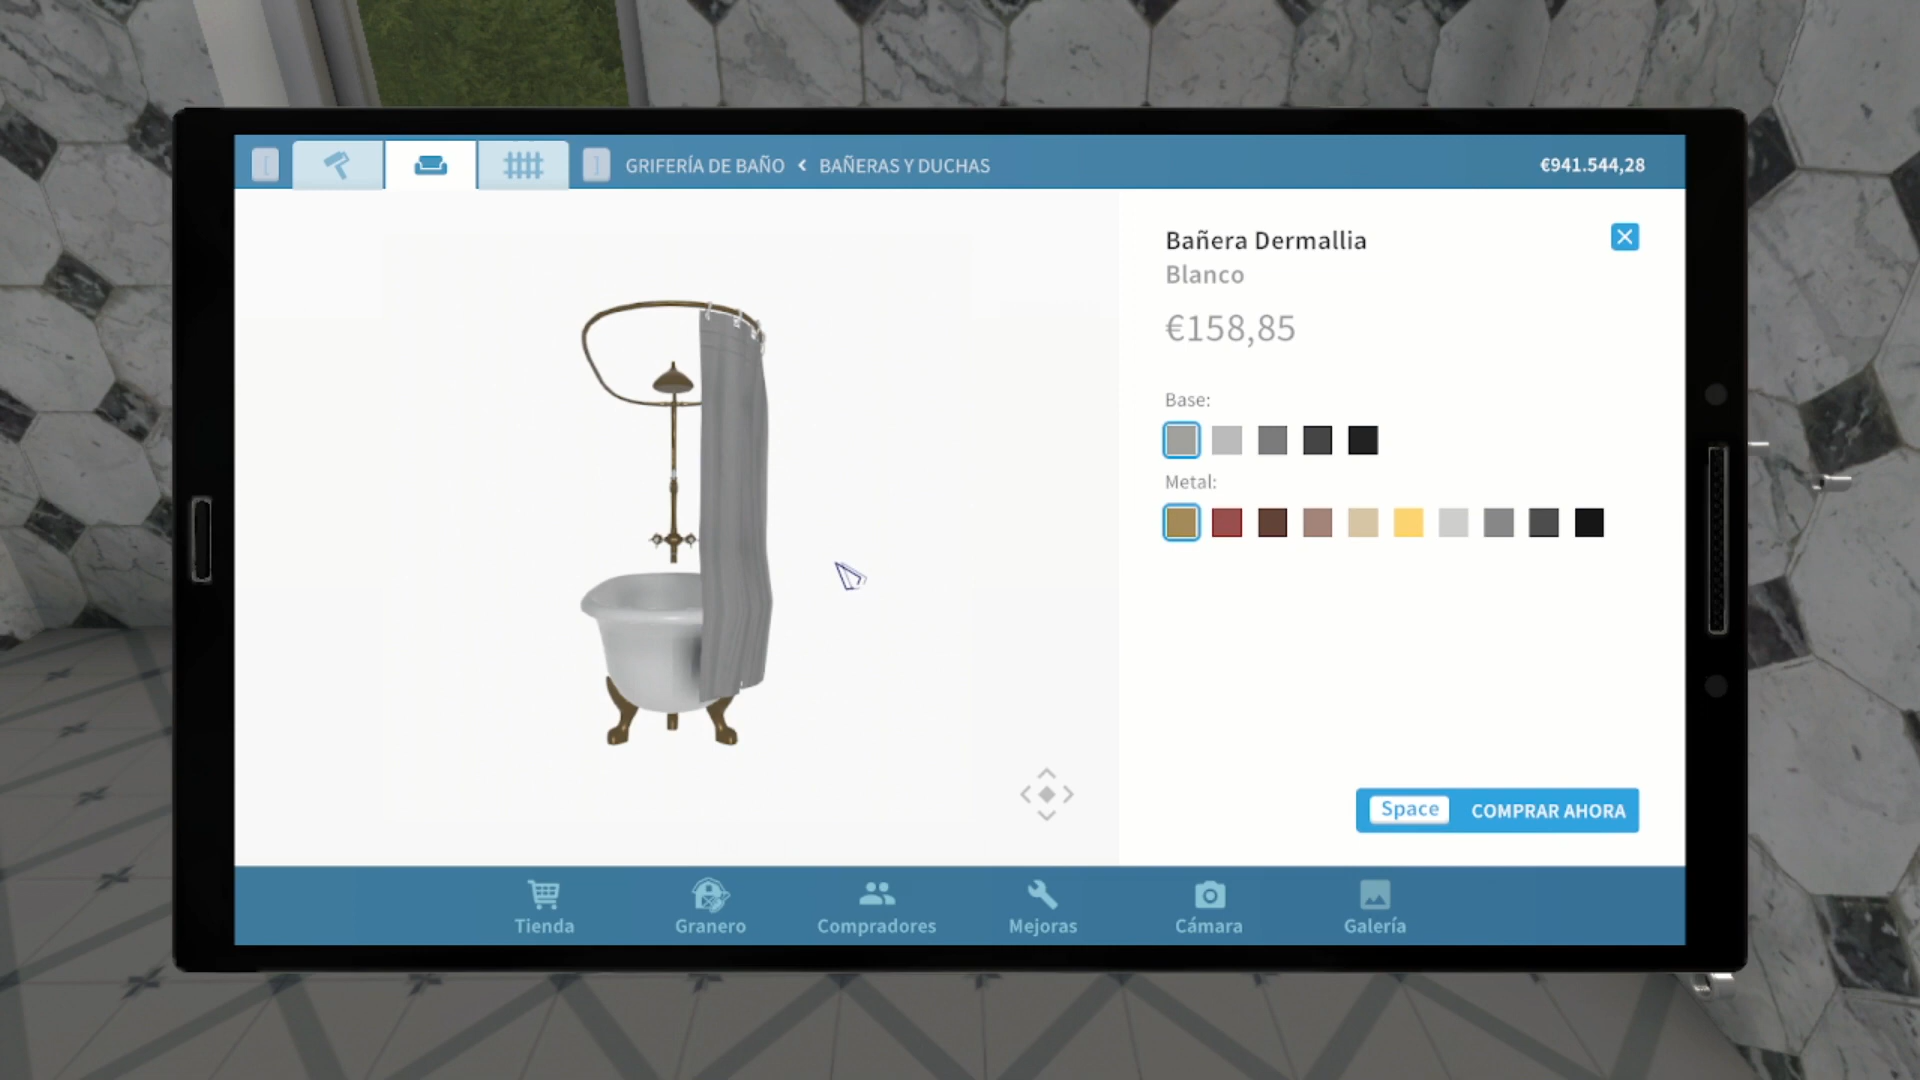 [
]
GRIFERÍA DE BAÑO < BAÑERAS Y DUCHAS
€941.544,28
Bañera Dermallia
Blanco
€158,85
Base:
Metal:
Space COMPRAR AHORA
Tienda
Granero
Compradores
Mejoras
Cámara
Galería